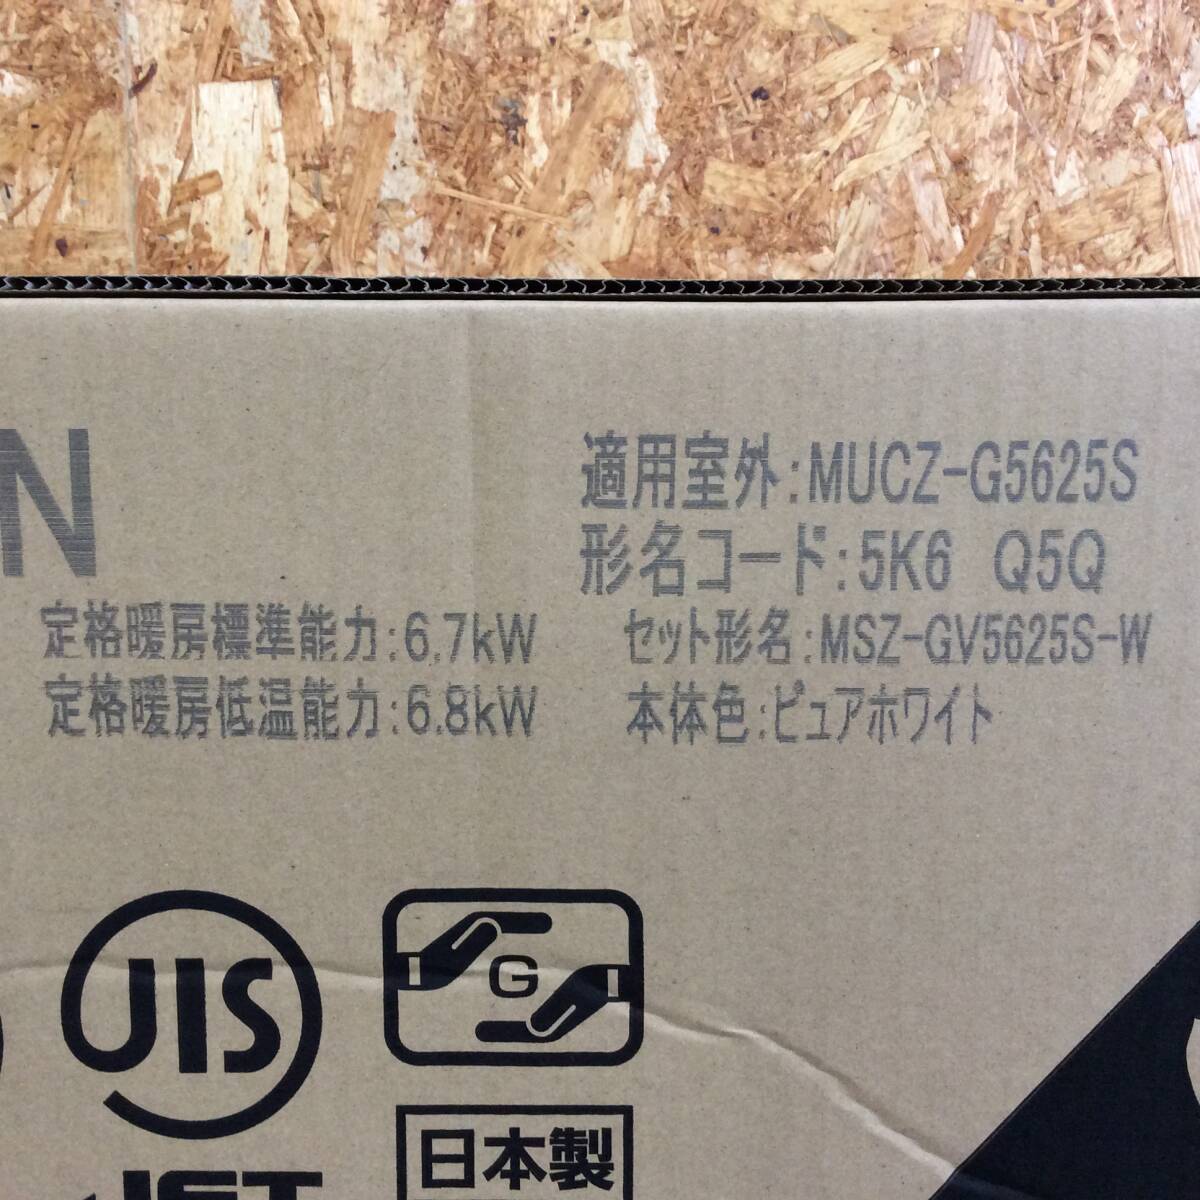 N
適用室外:MUCZ-G5625S
形名コード:5K6 Q5Q
定格暖房標準能力:6.7kW
セット形名:MSZ-GV5625S-W
定格暖房低温能力:6.8kW
本体色:ピュアホワイト
JIS
G
日本製
JET